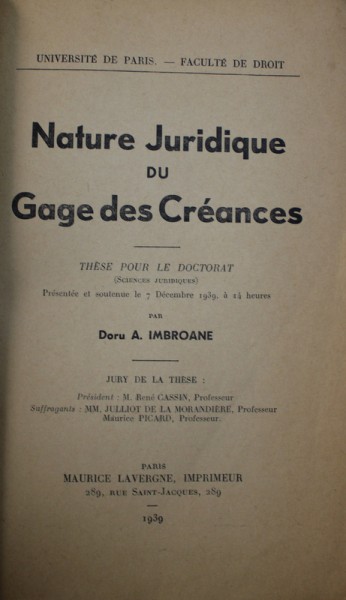 UNIVERSITÉ DE PARIS. — FACULTÉ DE DROIT
Nature Juridique
DU
Gage des Créances
THÈSE POUR LE DOCTORAT
(SCIENCES JURIDIQUES)
Présentée et soutenue le 7 Décembre 1939, à 14 heures
PAR
Doru A. IMBROANE
JURY DE LA THÈSE :
Président : M. René CASSIN, Professeur
Suffragants : MM. JULLIOT DE LA MORANDIÈRE, Professeur
Maurice PICARD, Professeur.
PARIS
MAURICE LAVERGNE, IMPRIMEUR
289, RUE SAINT-JACQUES, 289
1939